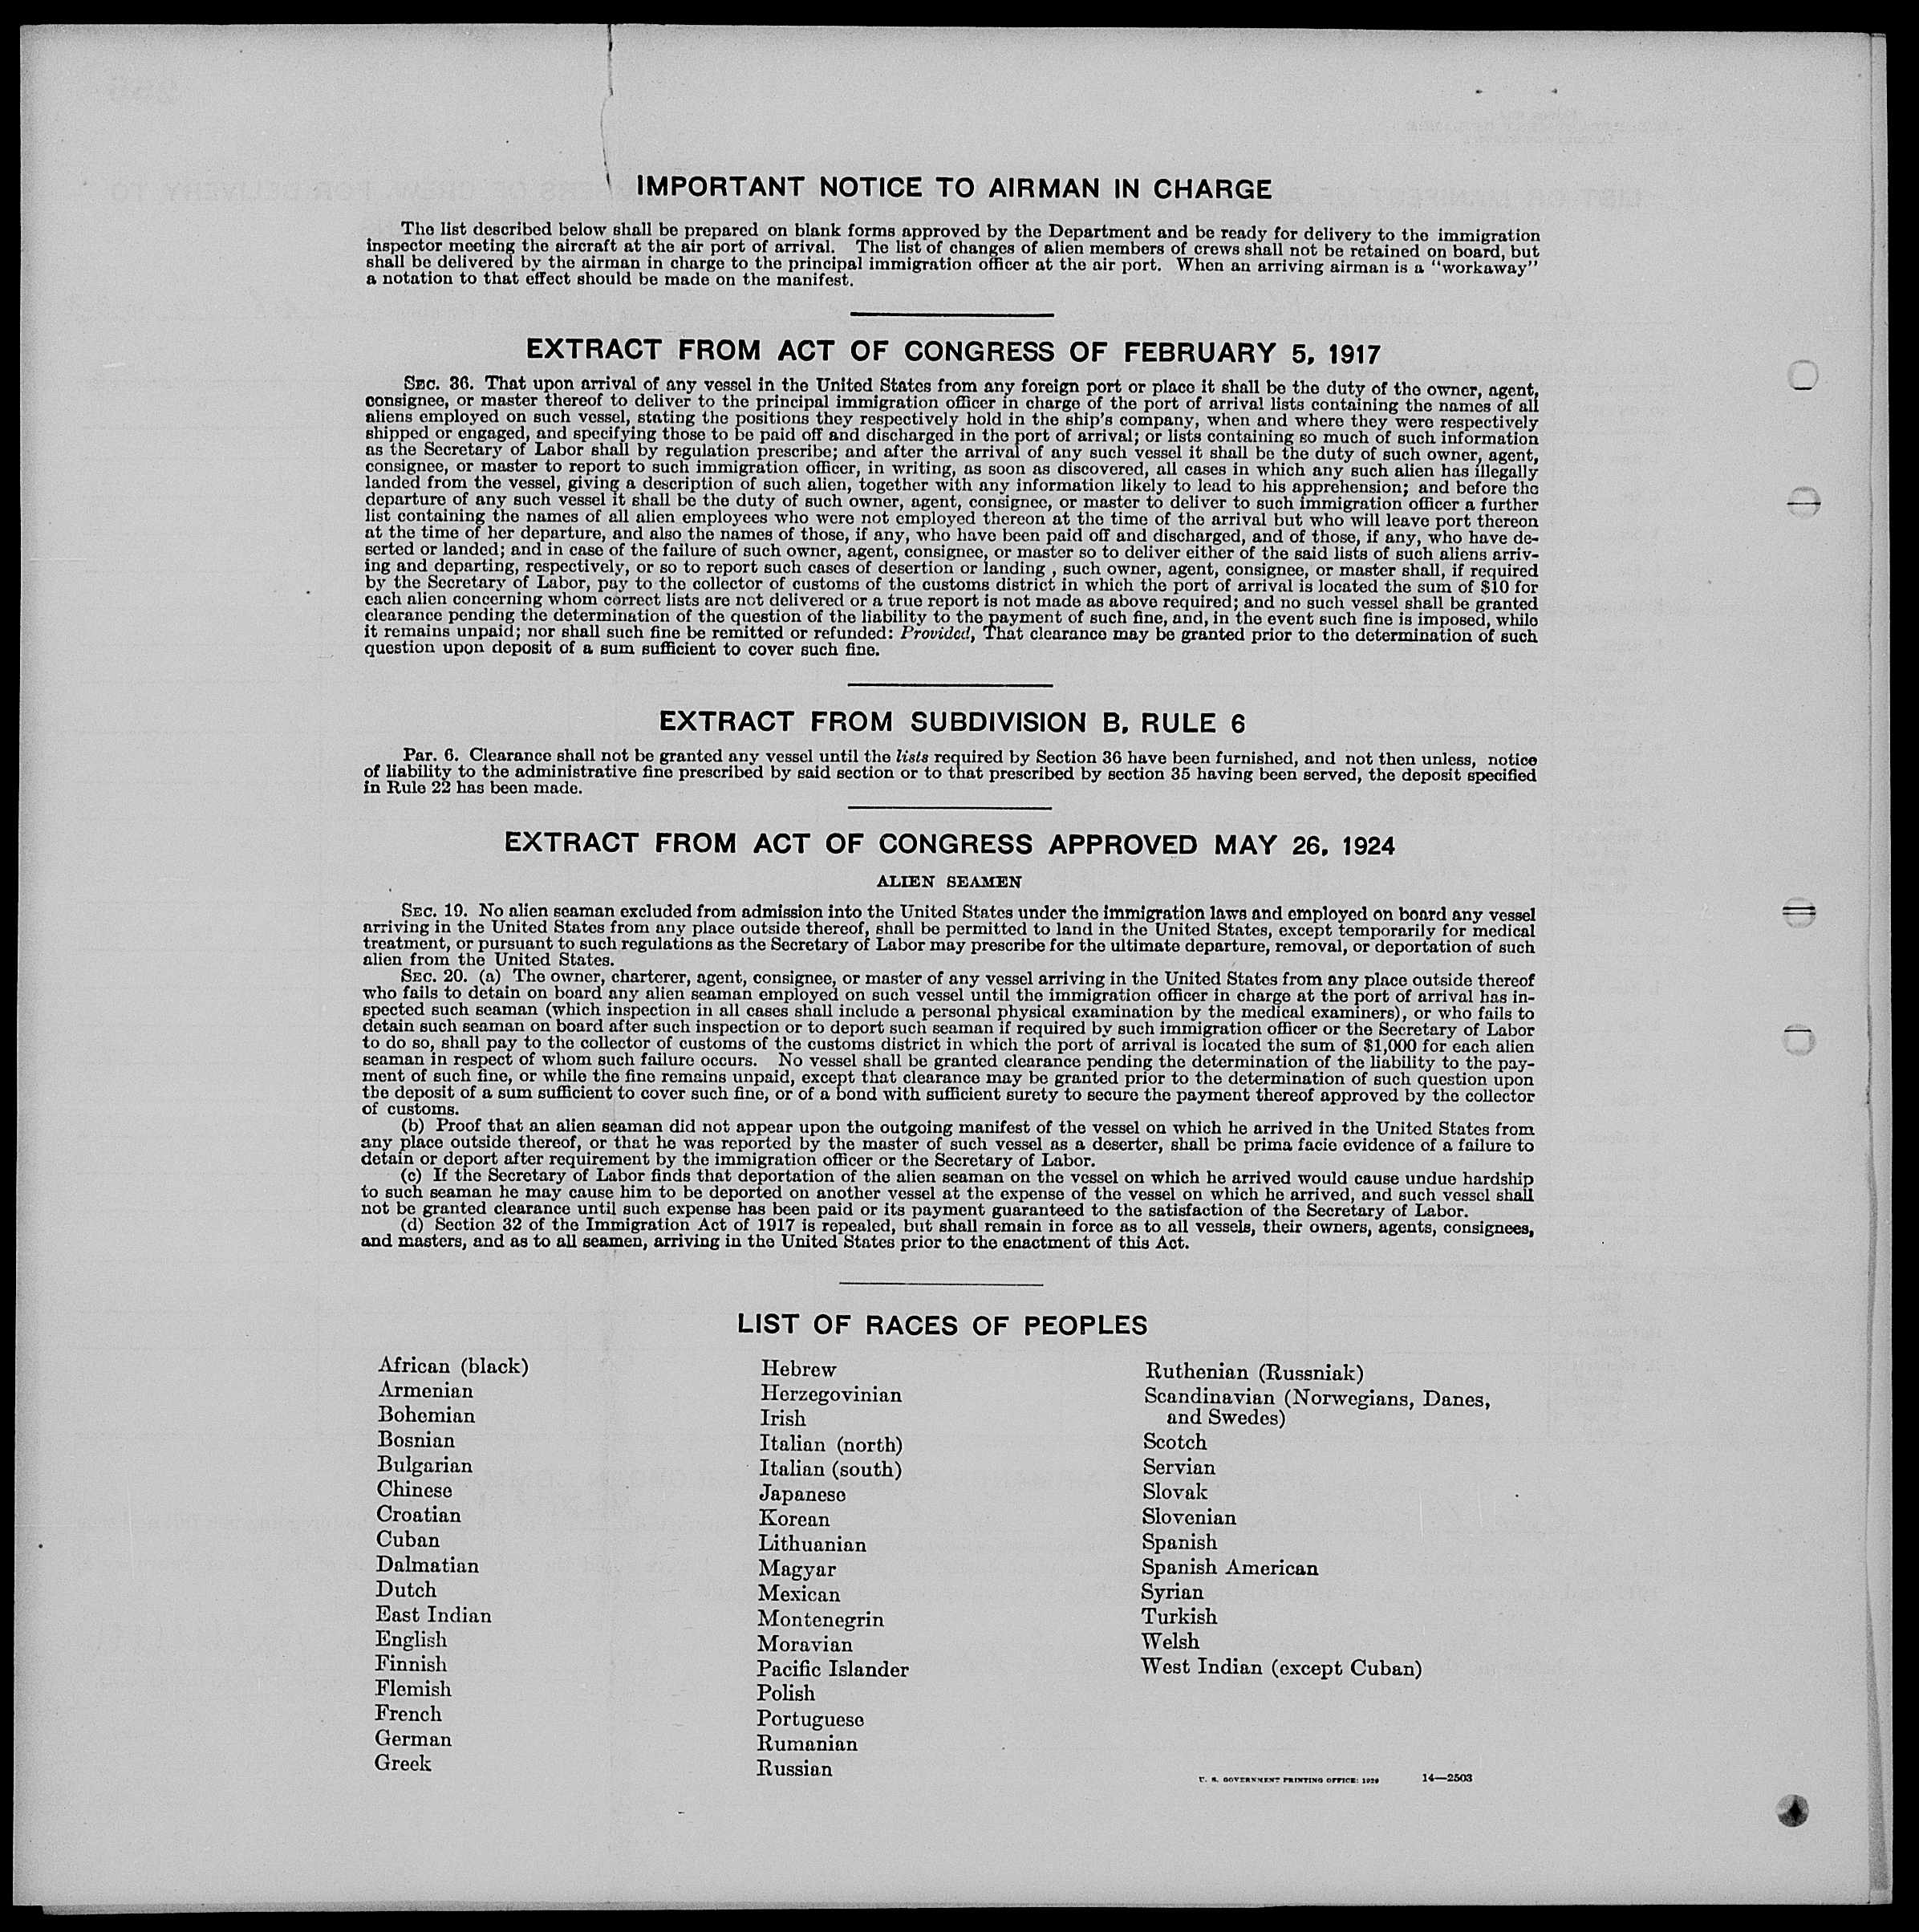 IMPORTANT NOTICE TO AIRMAN IN CHARGE
The list described below shall be prepared on blank forms approved by the Department and be ready for delivery to the immigration
inspector meeting the aircraft at the air port of arrival. The list of changes of alien members of crews shall not be retained on board, but
shall be delivered by the airman in charge to the principal immigration officer at the air port. When an arriving airman is a "workaway"
a notation to that effect should be made on the manifest.
EXTRACT FROM ACT OF CONGRESS OF FEBRUARY 5, 1917
SEC. 36. That upon arrival of any vessel in the United States from any foreign port or place it shall be the duty of the owner, agent,
consignee, or master thereof to deliver to the principal immigration officer in charge of the port of arrival lists containing the names of all
aliens employed on such vessel, stating the positions they respectively hold in the ship's company, when and where they were respectively
shipped or engaged, and specifying those to be paid off and discharged in the port of arrival; or lists containing so much of such information
as the Secretary of Labor shall by regulation prescribe; and after the arrival of any such vessel it shall be the duty of such owner, agent,
consignee, or master to report to such immigration officer, in writing, as soon as discovered, all cases in which any such alien has illegally
landed from the vessel, giving a description of such alien, together with any information likely to lead to his apprehension; and before the
departure of any such vessel it shall be the duty of such owner, agent, consignee, or master to deliver to such immigration officer a further
list containing the names of all alien employees who were not employed thereon at the time of the arrival but who will leave port thereon
at the time of her departure, and also the names of those, if any, who have been paid off and discharged, and of those, if any, who have de-
serted or landed; and in case of the failure of such owner, agent, consignee, or master so to deliver either of the said lists of such aliens arriv-
ing and departing, respectively, or so to report such cases of desertion or landing , such owner, agent, consignee, or master shall, if required
by the Secretary of Labor, pay to the collector of customs of the customs district in which the port of arrival is located the sum of $10 for
each alien concerning whom correct lists are not delivered or a true report is not made as above required; and no such vessel shall be granted
clearance pending the determination of the question of the liability to the payment of such fine, and, in the event such fine is imposed, while
it remains unpaid; nor shall such fine be remitted or refunded: Provided, That clearance may be granted prior to the determination of such
question upon deposit of a sum sufficient to cover such fine.
EXTRACT FROM SUBDIVISION B, RULE 6
Par. 6. Clearance shall not be granted any vessel until the lists required by Section 36 have been furnished, and not then unless, notice
of liability to the administrative fine prescribed by said section or to that prescribed by section 35 having been served, the deposit specified
in Rule 22 has been made.
EXTRACT FROM ACT OF CONGRESS APPROVED MAY 26, 1924
ALIEN SEAMEN
SEC. 19. No alien seaman excluded from admission into the United States under the immigration laws and employed on board any vessel
arriving in the United States from any place outside thereof, shall be permitted to land in the United States, except temporarily for medical
treatment, or pursuant to such regulations as the Secretary of Labor may prescribe for the ultimate departure, removal, or deportation of such
alien from the United States.
SEC. 20. (a) The owner, charterer, agent, consignee, or master of any vessel arriving in the United States from any place outside thereof
who fails to detain on board any alien seaman employed on such vessel until the immigration officer in charge at the port of arrival has in-
spected such seaman (which inspection in all cases shall include a personal physical examination by the medical examiners), or who fails to
detain such seaman on board after such inspection or to deport such seaman if required by such immigration officer or the Secretary of Labor
to do so, shall pay to the collector of customs of the customs district in which the port of arrival is located the sum of $1,000 for each alien
seaman in respect of whom such failure occurs. No vessel shall be granted clearance pending the determination of the liability to the pay-
ment of such fine, or while the fine remains unpaid, except that clearance may be granted prior to the determination of such question upon
the deposit of a sum sufficient to cover such fine, or of a bond with sufficient surety to secure the payment thereof approved by the collector
of customs.
(b) Proof that an alien seaman did not appear upon the outgoing manifest of the vessel on which he arrived in the United States from
any place outside thereof, or that he was reported by the master of such vessel as a deserter, shall be prima facie evidence of a failure to
detain or deport after requirement by the immigration officer or the Secretary of Labor.
(c) If the Secretary of Labor finds that deportation of the alien seaman on the vessel on which he arrived would cause undue hardship
to such seaman he may cause him to be deported on another vessel at the expense of the vessel on which he arrived, and such vessel shall
not be granted clearance until such expense has been paid or its payment guaranteed to the satisfaction of the Secretary of Labor.
(d) Section 32 of the Immigration Act of 1917 is repealed, but shall remain in force as to all vessels, their owners, agents, consignees,
and masters, and as to all seamen, arriving in the United States prior to the enactment of this Act.
LIST OF RACES OF PEOPLES
African (black)
Armenian
Bohemian
Bosnian
Bulgarian
Chinese
Croatian
Cuban
Dalmatian
Dutch
East Indian
English
Finnish
Flemish
French
German
Greek
Hebrew
Herzegovinian
Irish
Italian (north)
Italian (south)
Japanese
Korean
Lithuanian
Magyar
Mexican
Montenegrin
Moravian
Pacific Islander
Polish
Portuguese
Rumanian
Russian
Ruthenian (Russniak)
Scandinavian (Norwegians, Danes,
and Swedes)
Scotch
Servian
Slovak
Slovenian
Spanish
Spanish American
Syrian
Turkish
Welsh
West Indian (except Cuban)
U. S. GOVERNMENT PRINTING OFFICE: 1929 14—2503